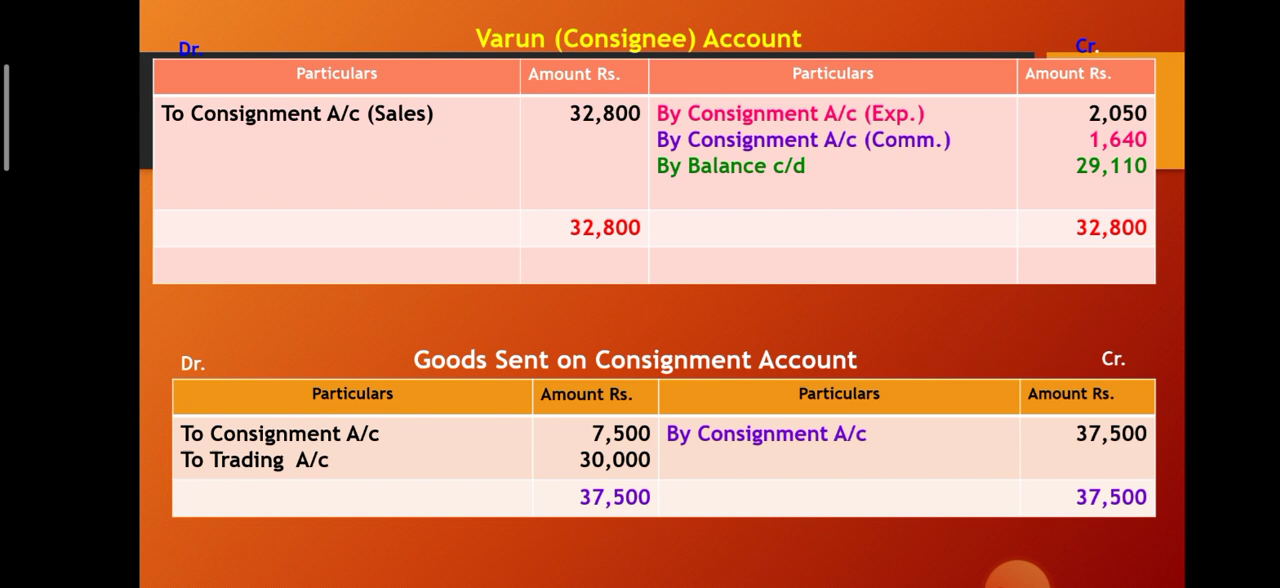 Varun (Consignee) Account
Dr.
Cr.
Particulars Amount Rs. Particulars Amount Rs.
To Consignment A/c (Sales) 32,800 By Consignment A/c (Exp.) 2,050
By Consignment A/c (Comm.) 1,640
By Balance c/d 29,110
32,800 32,800
Goods Sent on Consignment Account
Dr.
Cr.
Particulars Amount Rs. Particulars Amount Rs.
To Consignment A/c 7,500 By Consignment A/c 37,500
To Trading A/c 30,000
37,500 37,500